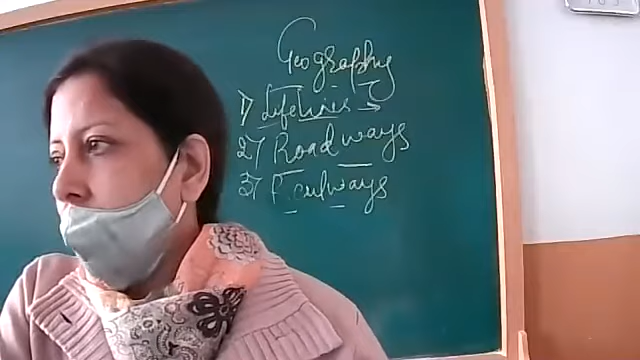 Geography
1) Lifelines →
2) Roadways
3) Railways